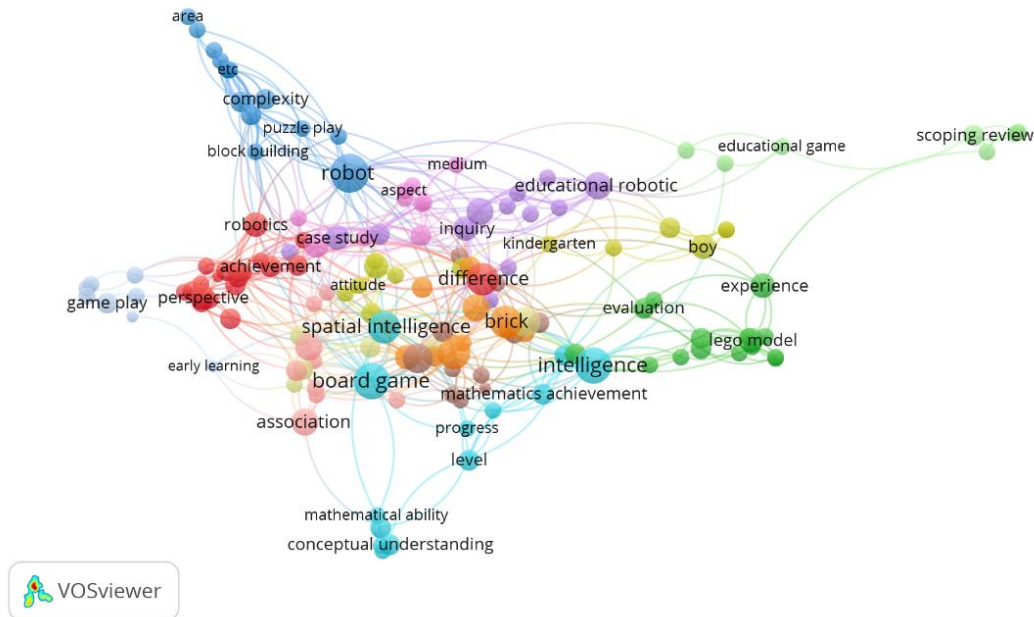 area
etc
complexity
puzzle play
block building
robot
medium
aspect
educational robotic
educational game
scoping review
robotics
case study
inquiry
kindergarten
boy
achievement
perspective
game play
attitude
difference
experience
evaluation
spatial intelligence
brick
lego model
early learning
board game
intelligence
mathematics achievement
association
progress
level
mathematical ability
conceptual understanding
VOSviewer